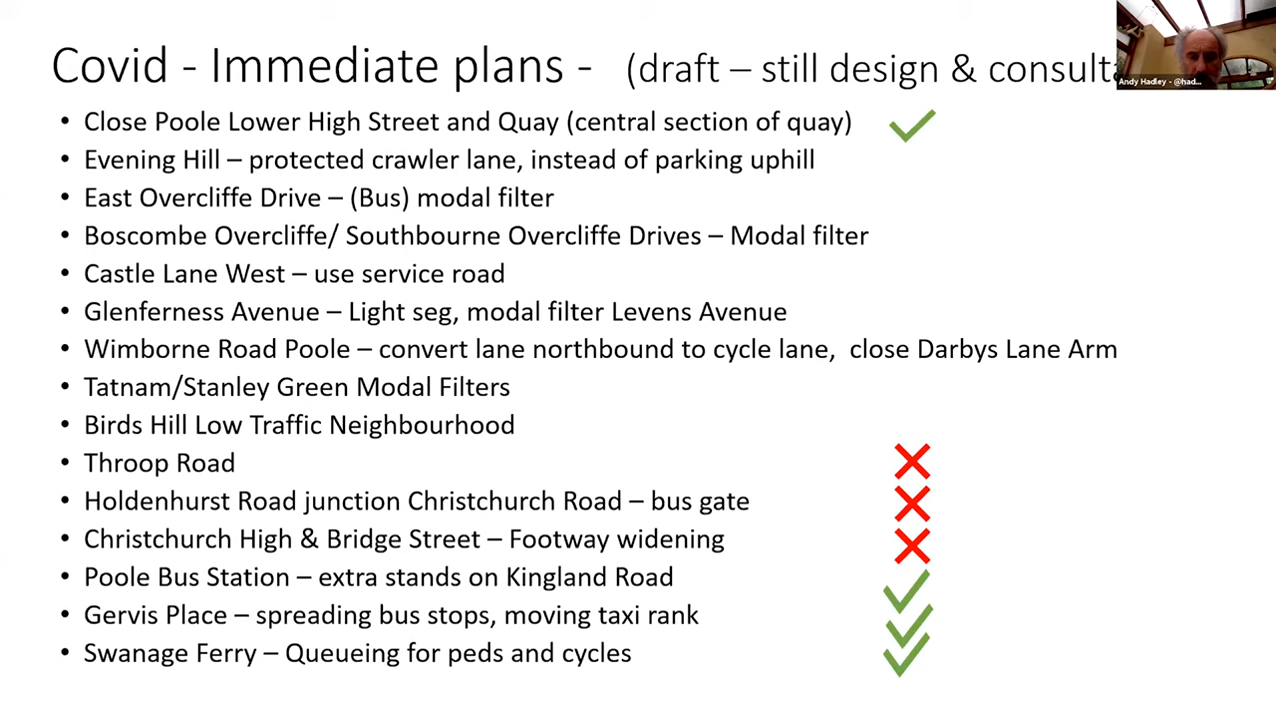 Covid - Immediate plans - (draft – still design & consulta
Andy Hadley - @had...
• Close Poole Lower High Street and Quay (central section of quay)
• Evening Hill – protected crawler lane, instead of parking uphill
• East Overcliffe Drive – (Bus) modal filter
• Boscombe Overcliffe/ Southbourne Overcliffe Drives – Modal filter
• Castle Lane West – use service road
• Glenferness Avenue – Light seg, modal filter Levens Avenue
• Wimborne Road Poole – convert lane northbound to cycle lane,  close Darbys Lane Arm
• Tatnam/Stanley Green Modal Filters
• Birds Hill Low Traffic Neighbourhood
• Throop Road
• Holdenhurst Road junction Christchurch Road – bus gate
• Christchurch High & Bridge Street – Footway widening
• Poole Bus Station – extra stands on Kingland Road
• Gervis Place – spreading bus stops, moving taxi rank
• Swanage Ferry – Queueing for peds and cycles